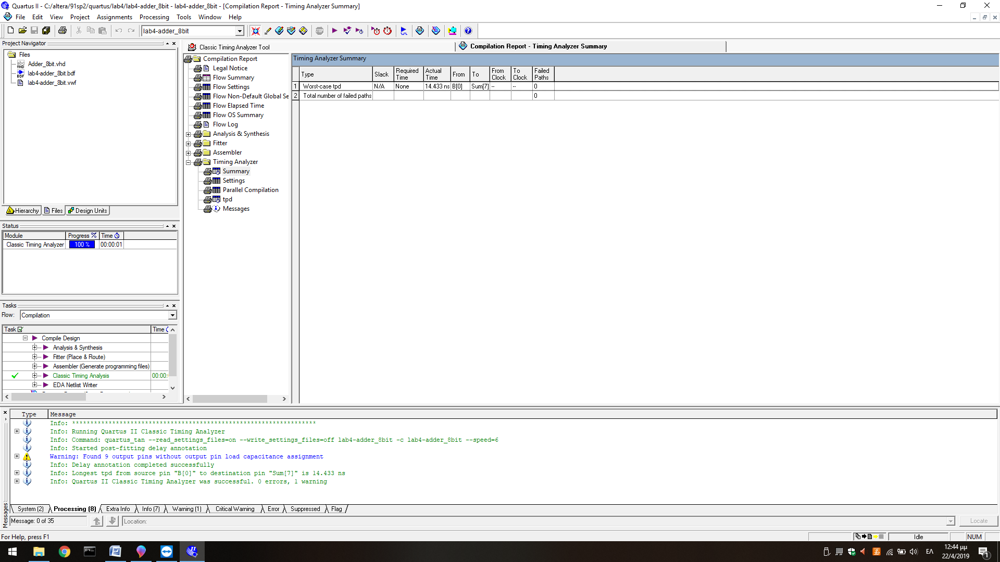 Quartus II - C:/altera/91sp2/quartus/lab4/lab4-adder_8bit - lab4-adder_8bit - [Compilation Report - Timing Analyzer Summary]
File Edit View Project Assignments Processing Tools Window Help
lab4-adder_8bit
Project Navigator
Files
Adder_8bit.vhd
lab4-adder_8bit.bdf
lab4-adder_8bit.vwf
Hierarchy Files Design Units
Status
Module Progress % Time
Classic Timing Analyzer 100 % 00:00:01
Tasks
Flow: Compilation
Task Time
Compile Design
Analysis & Synthesis
Fitter (Place & Route)
Assembler (Generate programming files)
Classic Timing Analysis 00:00:
EDA Netlist Writer
Classic Timing Analyzer Tool
Compilation Report - Timing Analyzer Summary
Compilation Report
Legal Notice
Flow Summary
Flow Settings
Flow Non-Default Global Se
Flow Elapsed Time
Flow OS Summary
Flow Log
Analysis & Synthesis
Fitter
Assembler
Timing Analyzer
Summary
Settings
Parallel Compilation
tpd
Messages
Timing Analyzer Summary
Type Slack Required Time Actual Time From To From Clock To Clock Failed Paths
1 Worst-case tpd N/A None 14.433 ns B[0] Sum[7] -- -- 0
2 Total number of failed paths 0
Type Message
Info: *******************************************************************
Info: Running Quartus II Classic Timing Analyzer
Info: Command: quartus_tan --read_settings_files=on --write_settings_files=off lab4-adder_8bit -c lab4-adder_8bit --speed=6
Info: Started post-fitting delay annotation
Warning: Found 9 output pins without output pin load capacitance assignment
Info: Delay annotation completed successfully
Info: Longest tpd from source pin "B[0]" to destination pin "Sum[7]" is 14.433 ns
Info: Quartus II Classic Timing Analyzer was successful. 0 errors, 1 warning
System (2) Processing (8) Extra Info Info (7) Warning (1) Critical Warning Error Suppressed Flag
Messages
Message: 0 of 35 Location: Locate
For Help, press F1 Idle NUM
ΕΛ
12:44 μμ
22/4/2019
1